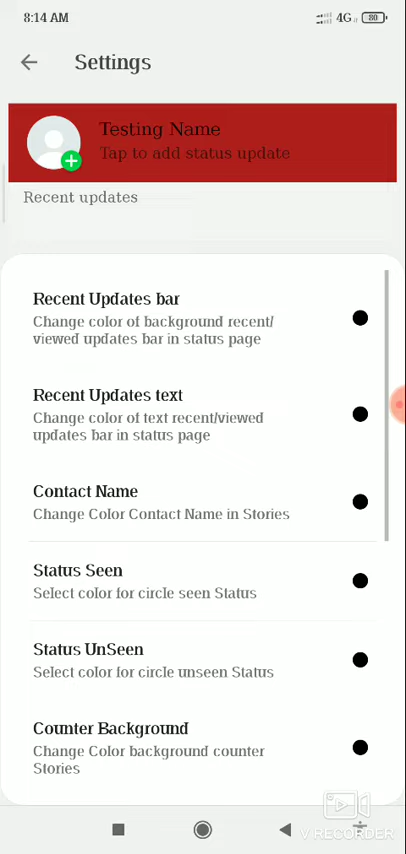 8:14 AM
4G
80
Settings
Testing Name
Tap to add status update
Recent updates
Recent Updates bar
Change color of background recent/
viewed updates bar in status page
Recent Updates text
Change color of text recent/viewed
updates bar in status page
Contact Name
Change Color Contact Name in Stories
Status Seen
Select color for circle seen Status
Status UnSeen
Select color for circle unseen Status
Counter Background
Change Color background counter
Stories
V RECORDER